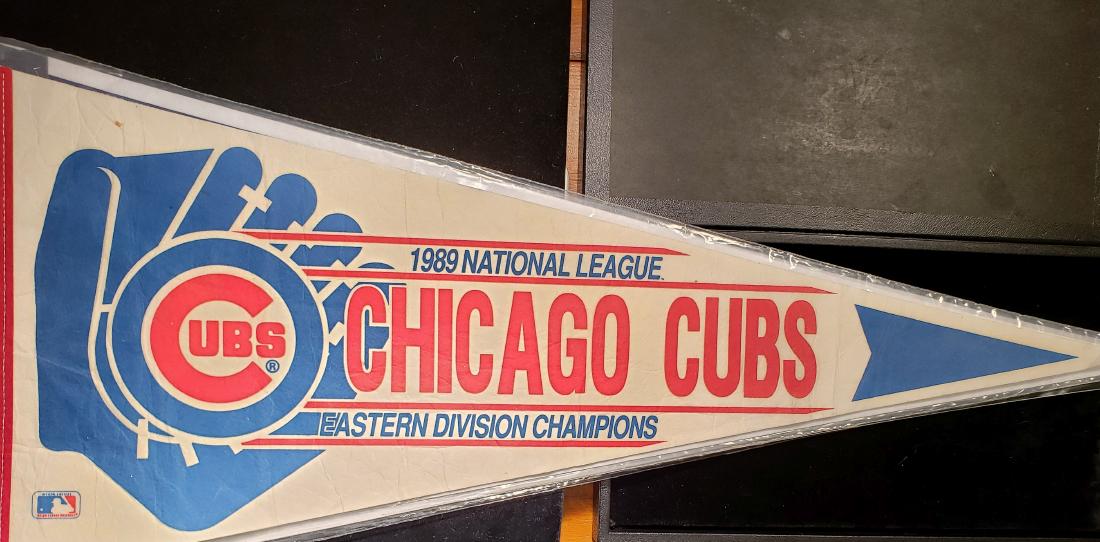 1989 NATIONAL LEAGUE
CHICAGO CUBS
EASTERN DIVISION CHAMPIONS
CUBS®